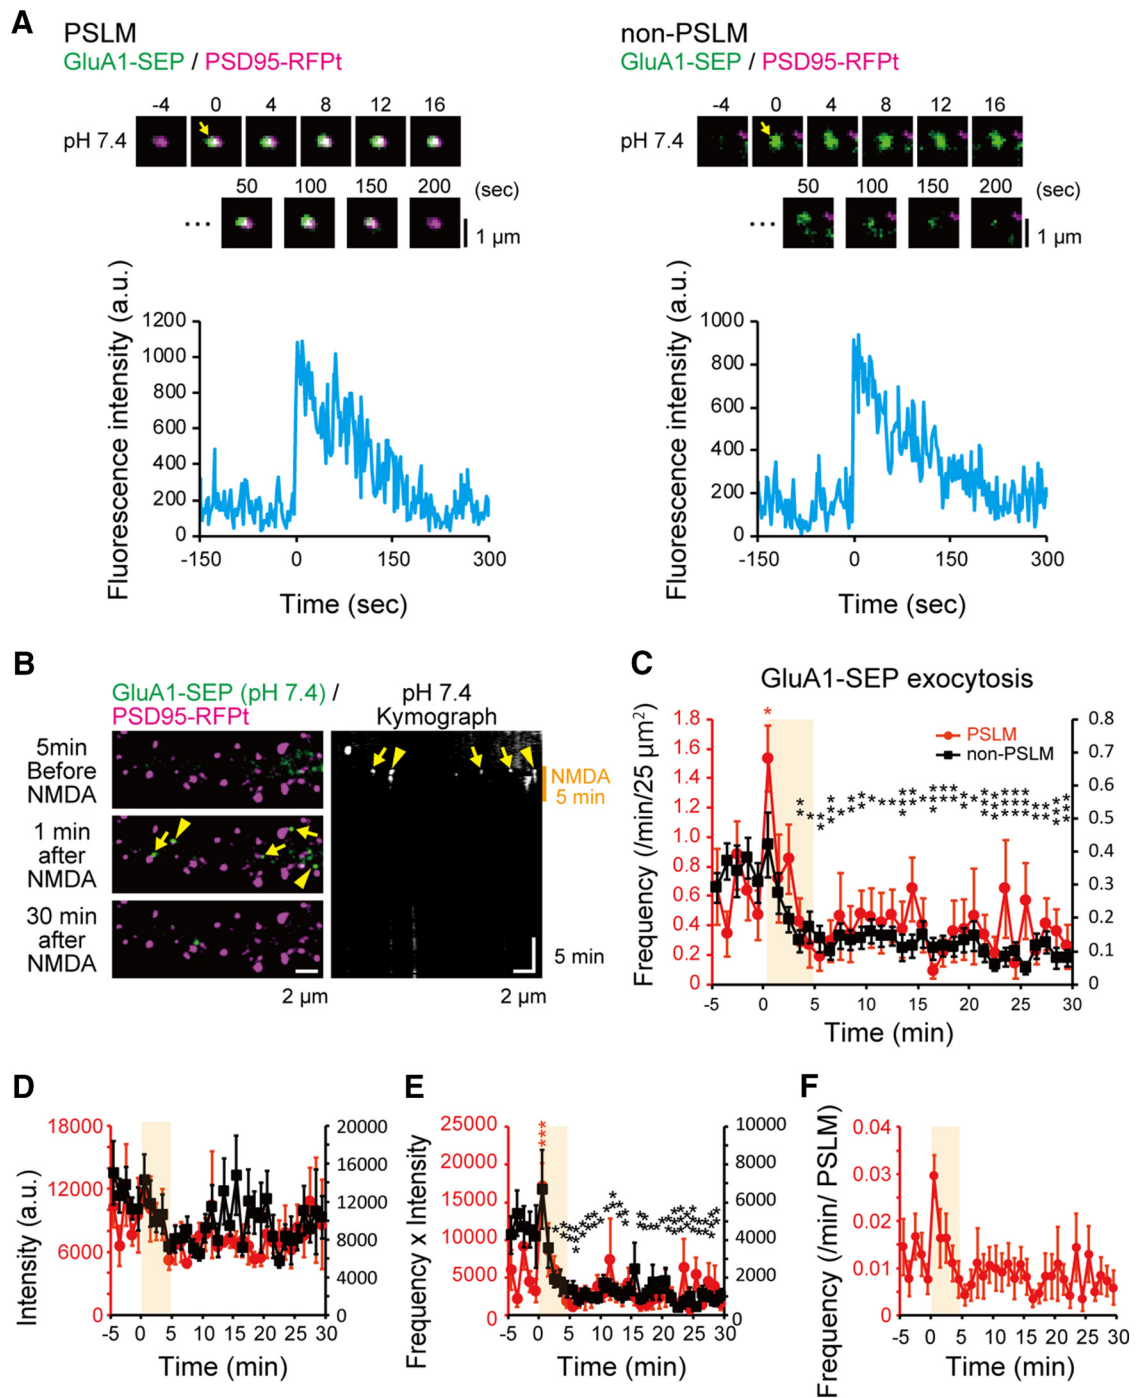 A
PSLM
GluA1-SEP / PSD95-RFPt
-4 0 4 8 12 16
pH 7.4
50 100 150 200 (sec)
...
1 µm
Fluorescence intensity (a.u.)
1200
1000
800
600
400
200
0
-150 0 150 300
Time (sec)
non-PSLM
GluA1-SEP / PSD95-RFPt
-4 0 4 8 12 16
pH 7.4
50 100 150 200 (sec)
...
1 µm
Fluorescence intensity (a.u.)
1000
800
600
400
200
0
-150 0 150 300
Time (sec)
B
GluA1-SEP (pH 7.4) /
PSD95-RFPt
pH 7.4
Kymograph
5min
Before
NMDA
1 min
after
NMDA
30 min
after
NMDA
NMDA
5 min
5 min
2 µm
2 µm
C
GluA1-SEP exocytosis
PSLM
non-PSLM
Frequency (/min/25 µm²)
1.8
1.6
1.4
1.2
1.0
0.8
0.6
0.4
0.2
0
0.8
0.7
0.6
0.5
0.4
0.3
0.2
0.1
0
-5 0 5 10 15 20 25 30
Time (min)
D
Intensity (a.u.)
18000
12000
6000
0
20000
16000
12000
8000
4000
0
-5 0 5 10 15 20 25 30
Time (min)
E
Frequency x Intensity
25000
20000
15000
10000
5000
0
10000
8000
6000
4000
2000
0
-5 0 5 10 15 20 25 30
Time (min)
F
Frequency (/min/ PSLM)
0.04
0.03
0.02
0.01
0
-5 0 5 10 15 20 25 30
Time (min)